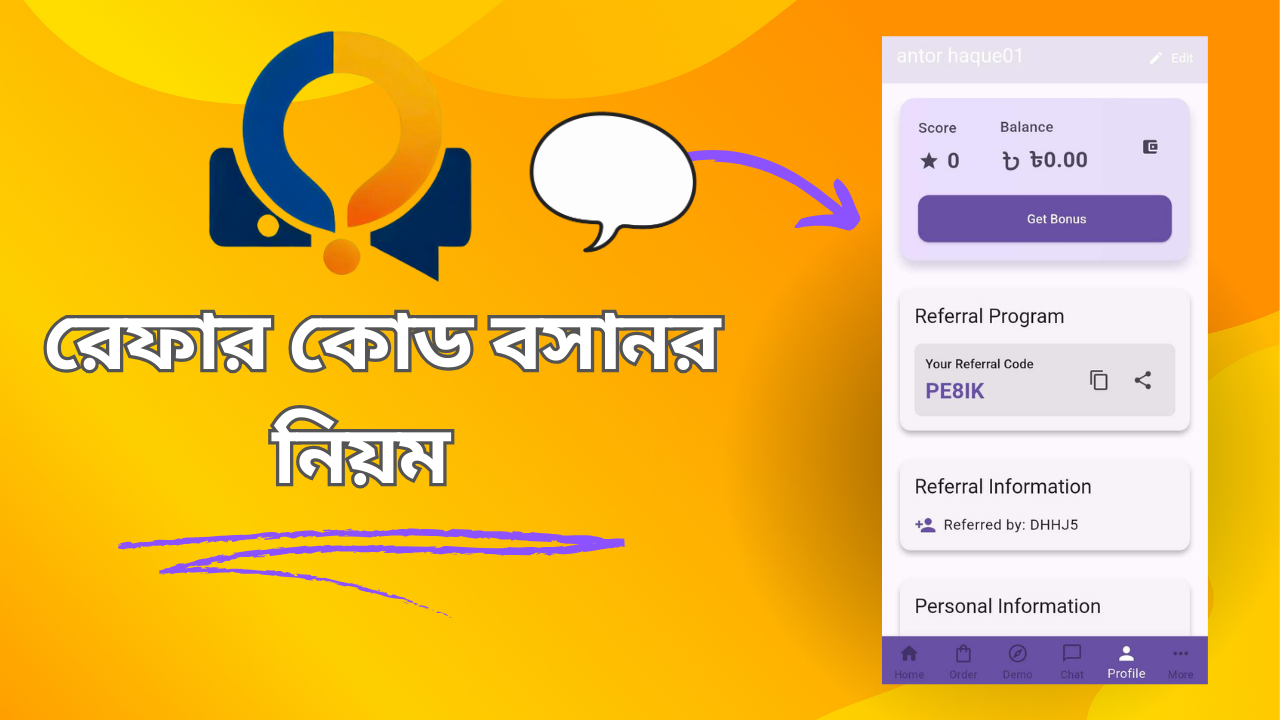 রেফার কোড বসানর
নিয়ম
antor haque01
Edit
Score
Balance
0
৳ ৳0.00
Get Bonus
Referral Program
Your Referral Code
PE8IK
Referral Information
Referred by: DHHJ5
Personal Information
Home Order Demo Chat Profile More